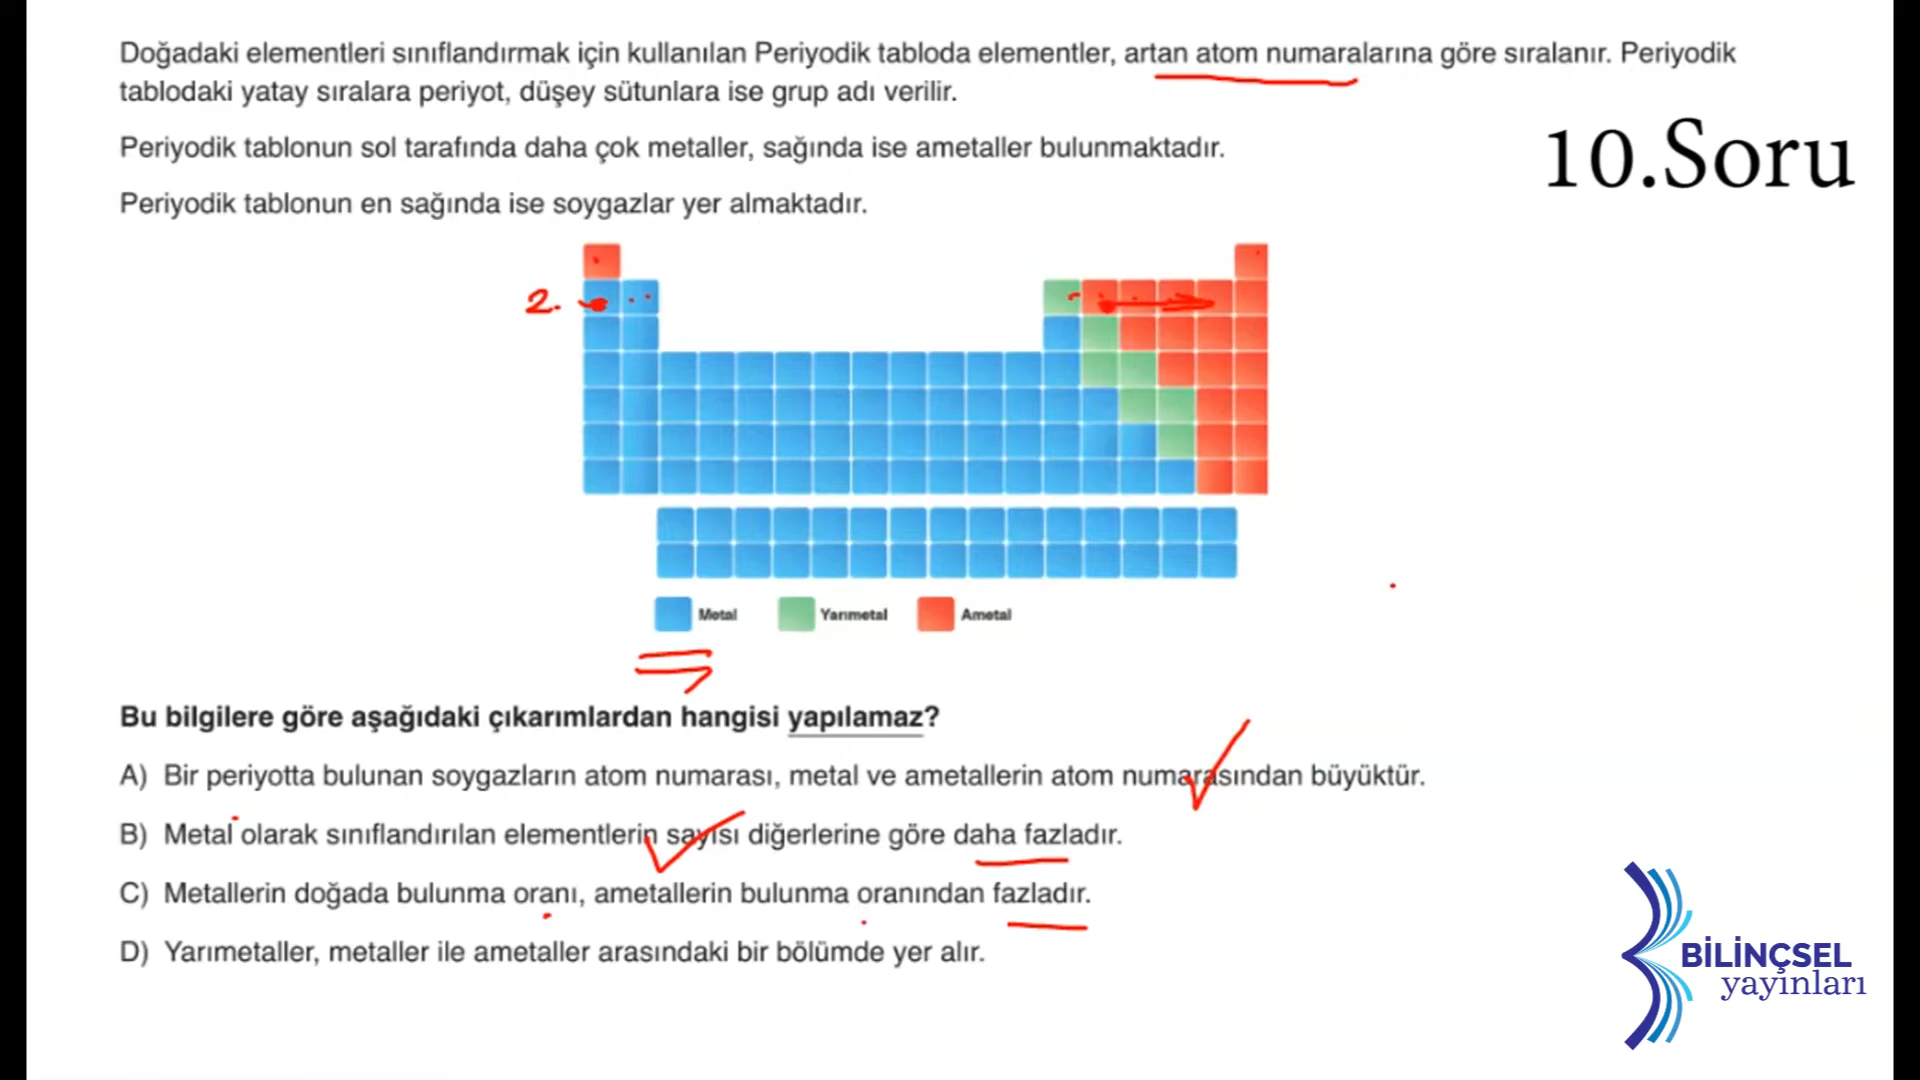 Doğadaki elementleri sınıflandırmak için kullanılan Periyodik tabloda elementler, artan atom numaralarına göre sıralanır. Periyodik
tablodaki yatay sıralara periyot, düşey sütunlara ise grup adı verilir.
10.Soru
Periyodik tablonun sol tarafında daha çok metaller, sağında ise ametaller bulunmaktadır.
Periyodik tablonun en sağında ise soygazlar yer almaktadır.
2.
Metal Yarımetal Ametal
Bu bilgilere göre aşağıdaki çıkarımlardan hangisi yapılamaz?
A) Bir periyotta bulunan soygazların atom numarası, metal ve ametallerin atom numarasından büyüktür.
B) Metal olarak sınıflandırılan elementlerin sayısı diğerlerine göre daha fazladır.
C) Metallerin doğada bulunma oranı, ametallerin bulunma oranından fazladır.
D) Yarımetaller, metaller ile ametaller arasındaki bir bölümde yer alır.
BİLİNÇSEL
yayınları